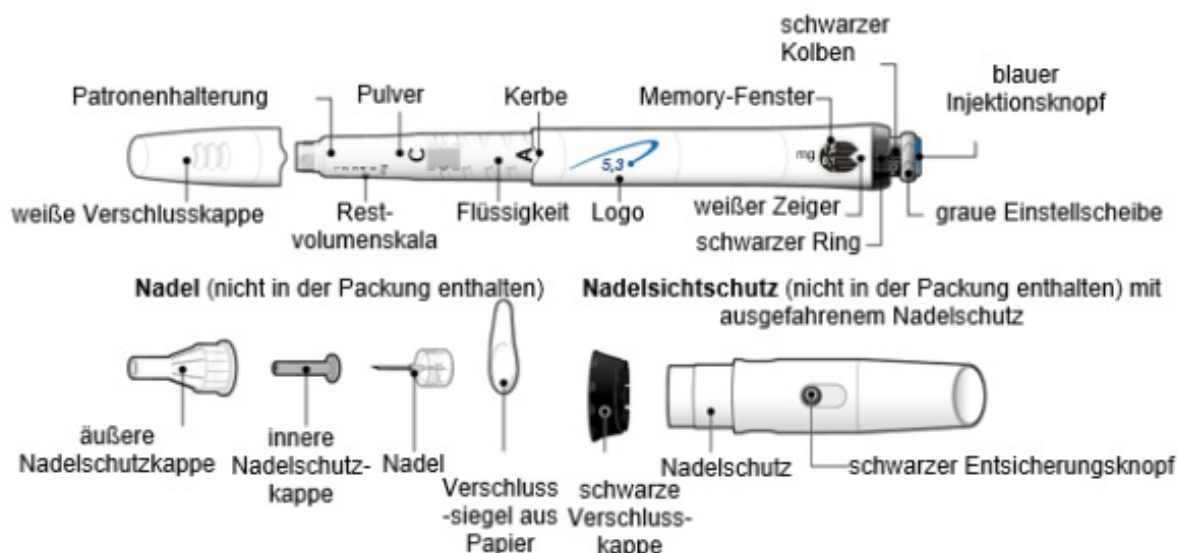 schwarzer
Kolben
blauer
Injektionsknopf
Patronenhalterung
Pulver
Kerbe
Memory-Fenster
mg
C
A
5,3
weiße Verschlusskappe
Rest-
volumenskala
Flüssigkeit
Logo
weißer Zeiger
schwarzer Ring
graue Einstellscheibe
Nadel (nicht in der Packung enthalten)
Nadelsichtschutz (nicht in der Packung enthalten) mit
ausgefahrenem Nadelschutz
äußere
Nadelschutzkappe
innere
Nadelschutz-
kappe
Nadel
Verschluss
-siegel aus
Papier
schwarze
Verschluss-
kappe
Nadelschutz
schwarzer Entsicherungsknopf